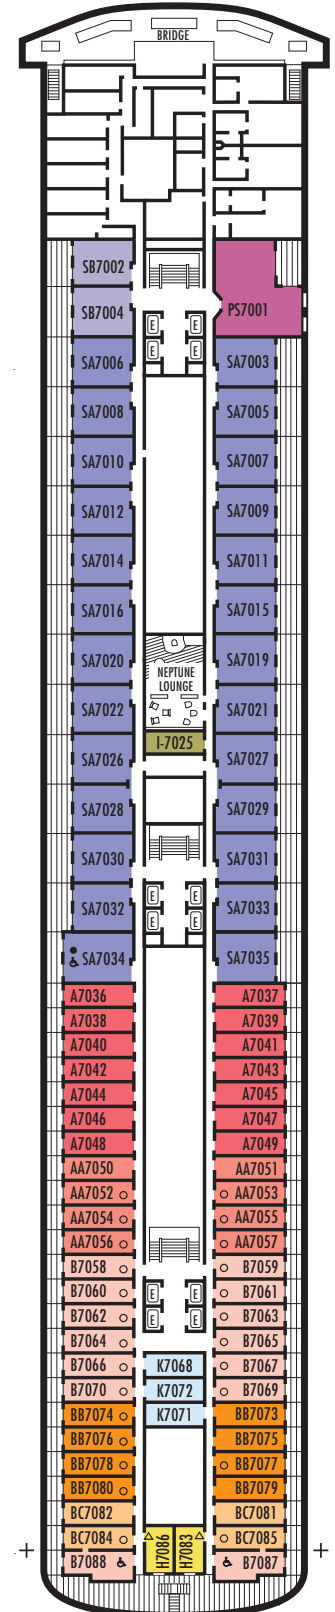 BRIDGE
SB7002
SB7004 PS7001
E E
E E
SA7006 SA7003
SA7008 SA7005
SA7010 SA7007
SA7012 SA7009
SA7014 SA7011
SA7016 SA7015
SA7020 SA7019
NEPTUNE
LOUNGE
SA7022 SA7021
SA7026 I-7025 SA7027
SA7028 SA7029
SA7030 SA7031
SA7032 E E SA7033
E E
SA7034 SA7035
A7036 A7037
A7038 A7039
A7040 A7041
A7042 A7043
A7044 A7045
A7046 A7047
A7048 A7049
AA7050 AA7051
AA7052 AA7053
AA7054 AA7055
AA7056 AA7057
B7058 B7059
B7060 E E B7061
B7062 E E B7063
B7064 B7065
B7066 K7068 B7067
B7070 K7072 B7069
BB7074 K7071 BB7073
BB7076 BB7075
BB7078 BB7077
BB7080 BB7079
BC7082 BC7081
BC7084 H7086 H7083 BC7085
B7088 B7087